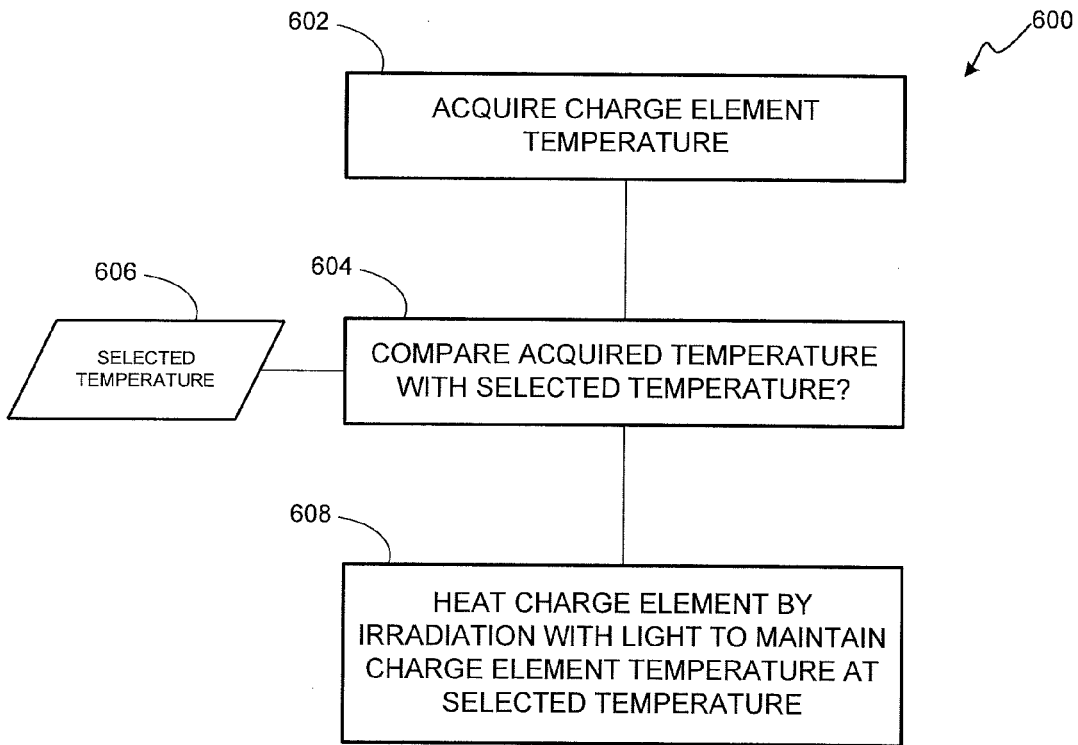 602
600
ACQUIRE CHARGE ELEMENT
TEMPERATURE
606
604
SELECTED
TEMPERATURE
COMPARE ACQUIRED TEMPERATURE
WITH SELECTED TEMPERATURE?
608
HEAT CHARGE ELEMENT BY
IRRADIATION WITH LIGHT TO MAINTAIN
CHARGE ELEMENT TEMPERATURE AT
SELECTED TEMPERATURE